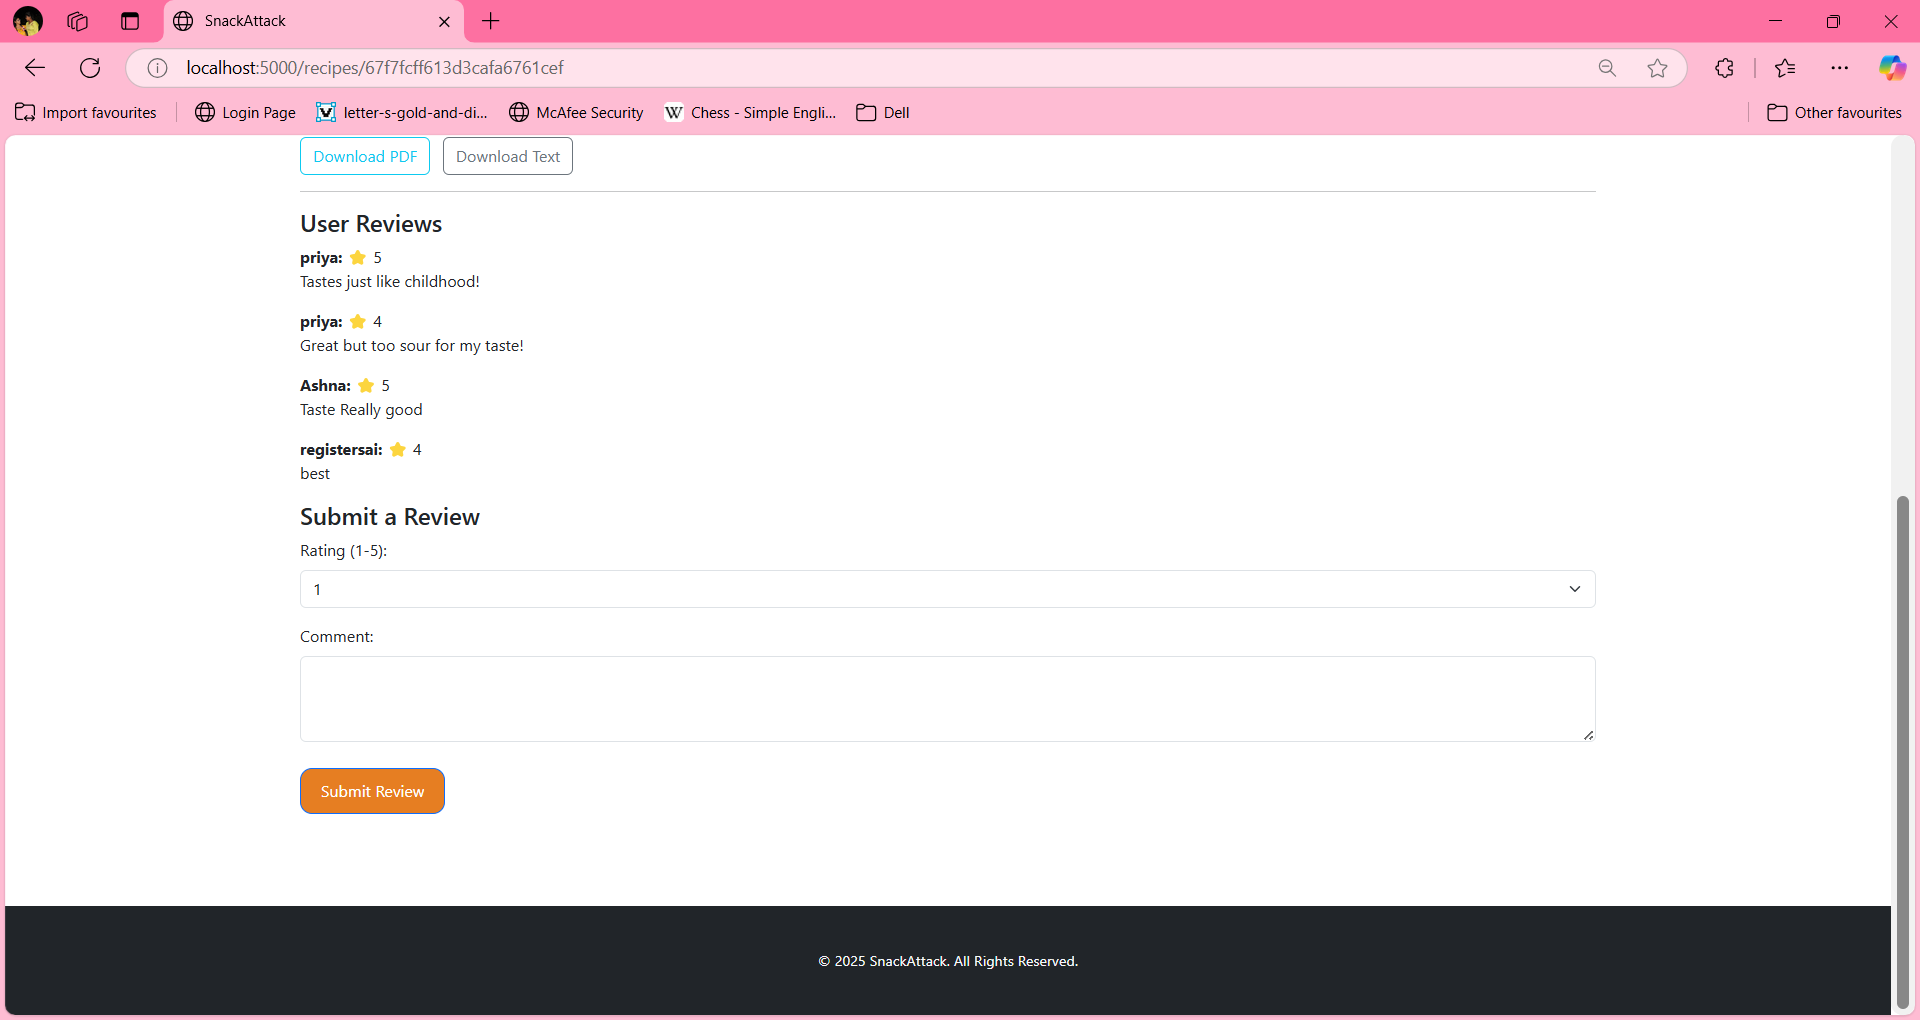 SnackAttack
localhost:5000/recipes/67f7fcff613d3cafa6761cef
Import favourites
Login Page
letter-s-gold-and-di...
McAfee Security
W Chess - Simple Engli...
Dell
Other favourites
Download PDF
Download Text
User Reviews
priya: 5
Tastes just like childhood!
priya: 4
Great but too sour for my taste!
Ashna: 5
Taste Really good
registersai: 4
best
Submit a Review
Rating (1-5):
1
Comment:
Submit Review
© 2025 SnackAttack. All Rights Reserved.